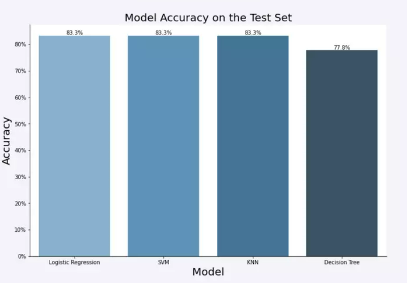 Model Accuracy on the Test Set
83.3%
83.3%
83.3%
77.8%
80%
70%
60%
50%
40%
30%
20%
10%
0%
Accuracy
Logistic Regression
SVM
KNN
Decision Tree
Model